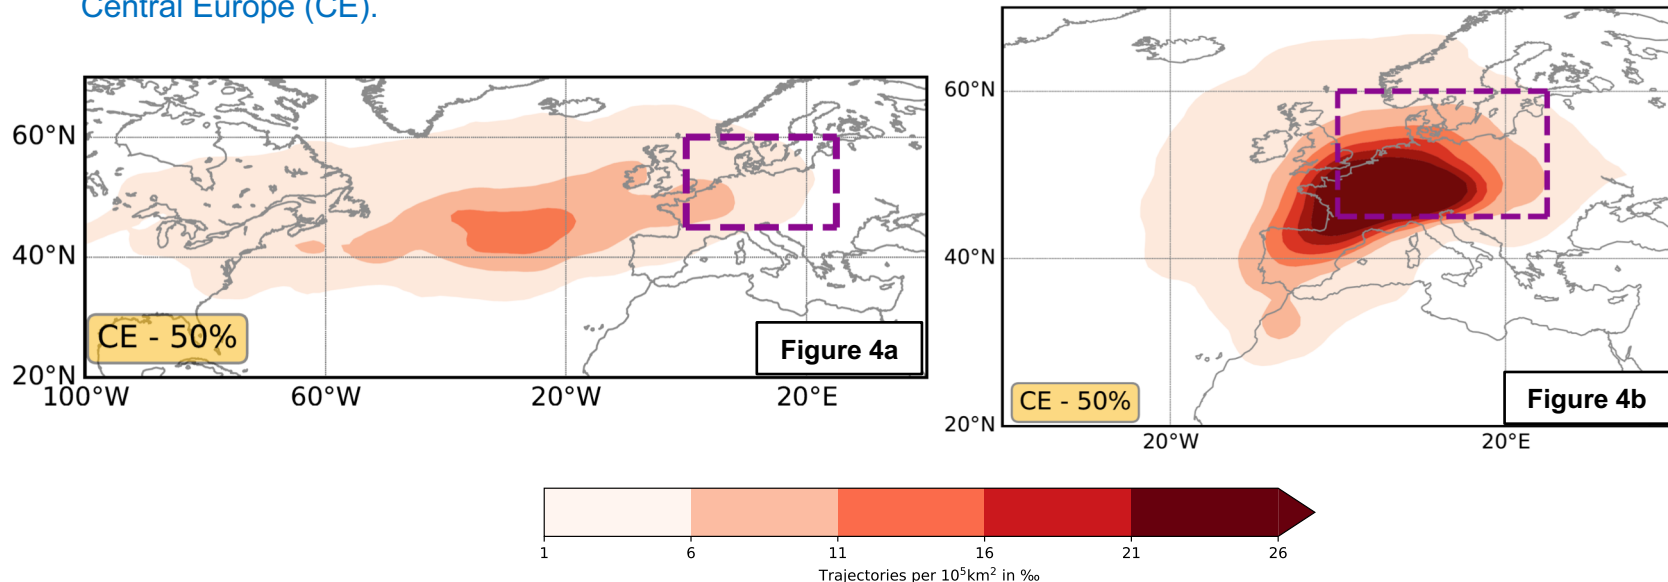 Central Europe (CE).
60°N
40°N
20°N
100°W
60°W
20°W
20°E
CE - 50%
Figure 4a
60°N
40°N
20°N
20°W
20°E
CE - 50%
Figure 4b
1
6
11
16
21
26
Trajectories per 10⁵km² in ‰